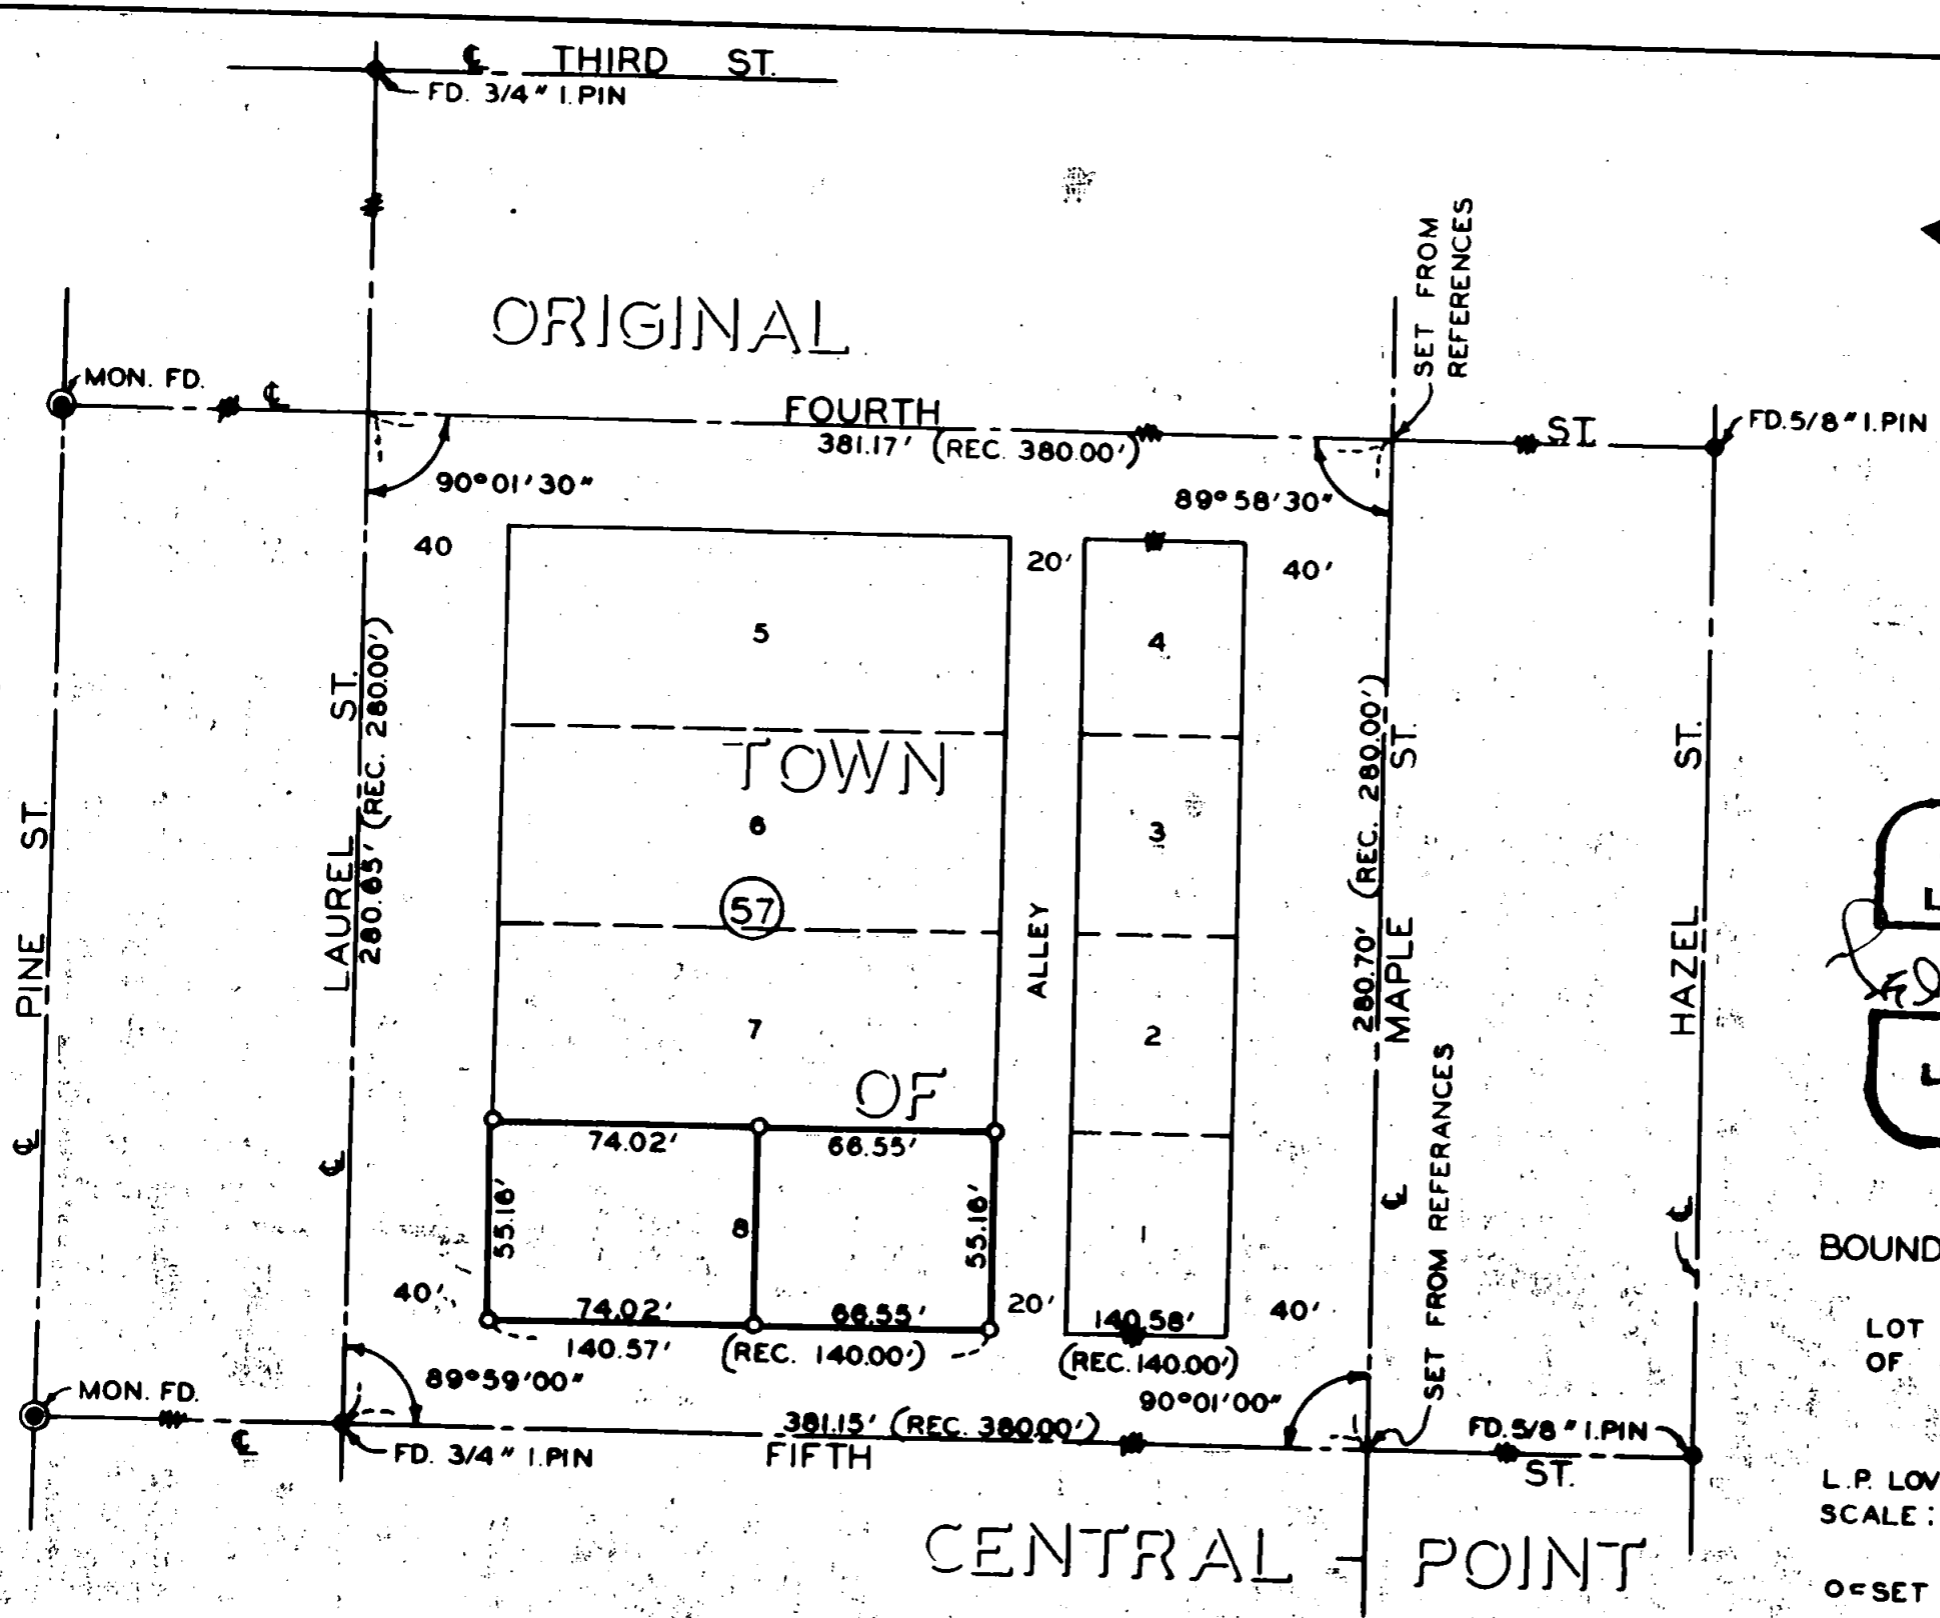 ℄ THIRD ST.
FD. 3/4" I.PIN
SET FROM
REFERENCES
ORIGINAL
MON. FD.
℄
FOURTH ST.
381.17' (REC. 380.00')
FD. 5/8" I.PIN
90°01'30"
89°58'30"
40
20'
40'
5
4
LAUREL ST.
280.65' (REC. 280.00')
℄
TOWN
6
3
57
ALLEY
PINE ST.
℄
280.70' (REC. 280.00')
MAPLE ST.
℄
HAZEL ST.
℄
7
2
OF
74.02'
66.55'
55.16'
8
55.16'
1
SET FROM REFERANCES
BOUND
40'
74.02'
66.55'
20'
140.58'
40'
140.57'
(REC. 140.00')
(REC. 140.00')
LOT
OF
89°59'00"
90°01'00"
MON. FD.
℄
381.15' (REC. 380.00')
FD. 5/8" I.PIN
FD. 3/4" I.PIN
FIFTH ST.
L.P. LOV
SCALE:
CENTRAL POINT
O=SET